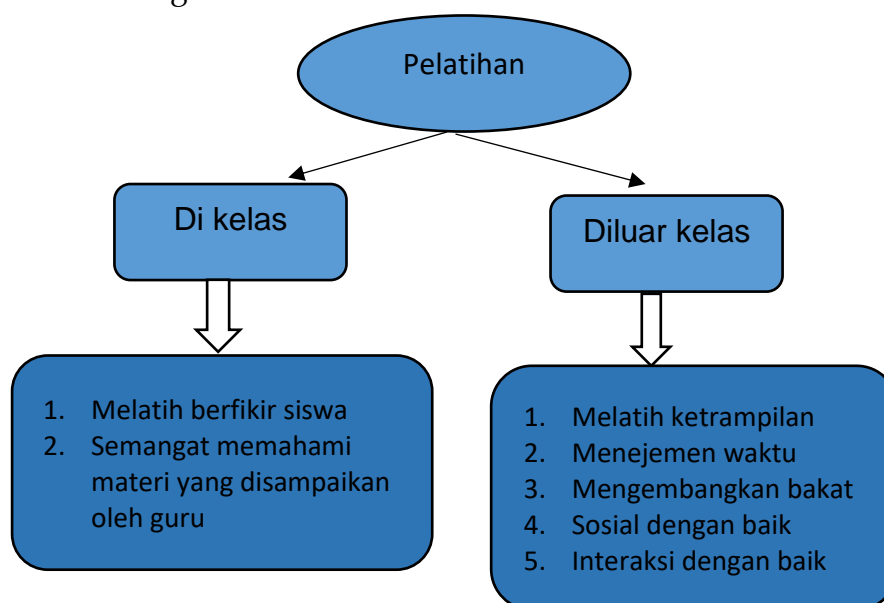 Pelatihan
Di kelas
Diluar kelas
1. Melatih berfikir siswa
2. Semangat memahami
materi yang disampaikan
oleh guru
1. Melatih ketrampilan
2. Menejemen waktu
3. Mengembangkan bakat
4. Sosial dengan baik
5. Interaksi dengan baik